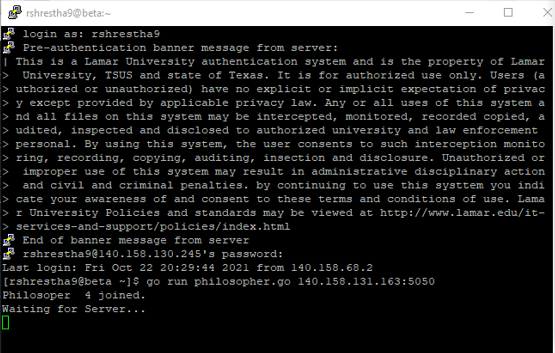 rshrestha9@beta:~
login as: rshrestha9
Pre-authentication banner message from server:
| This is a Lamar University authentication system and is the property of Lamar
>  University, TSUS and state of Texas. It is for authorized use only. Users (a
> uthorized or unauthorized) have no explicit or implicit expectation of privac
> y except provided by applicable privacy law. Any or all uses of this system a
> nd all files on this system may be intercepted, monitored, recorded copied, a
> udited, inspected and disclosed to authorized university and law enforcement
> personal. By using this system, the user consents to such interception monito
> ring, recording, copying, auditing, insection and disclosure. Unauthorized or
>  improper use of this system may result in administrative disciplinary action
>  and civil and criminal penalties. by continuing to use this systtem you indi
> cate your awareness of and consent to these terms and conditions of use. Lama
> r University Policies and standards may be viewed at http://www.lamar.edu/it-
> services-and-support/policies/index.html
End of banner message from server
rshrestha9@140.158.130.245's password:
Last login: Fri Oct 22 20:29:44 2021 from 140.158.68.2
[rshrestha9@beta ~]$ go run philosopher.go 140.158.131.163:5050
Philosoper  4 joined.
Waiting for Server...